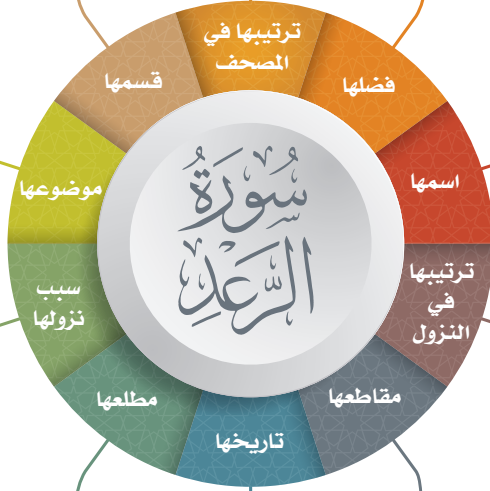 ترتيبها في
المصحف
فضلها
اسمها
ترتيبها
في
النزول
مقاطعها
تاريخها
مطلعها
سبب
نزولها
موضوعها
قسمها
سُورَةُ
الرَّعْدِ